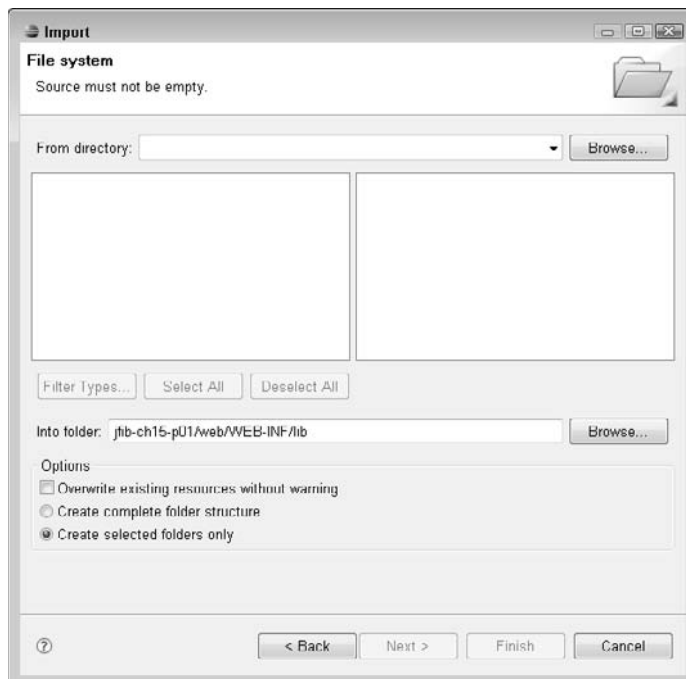 Import
File system
Source must not be empty.
From directory:
Browse...
Filter Types...
Select All
Deselect All
Into folder:
jfib-ch15-p01/web/WEB-INF/lib
Browse...
Options
Overwrite existing resources without warning
Create complete folder structure
Create selected folders only
?
< Back
Next >
Finish
Cancel